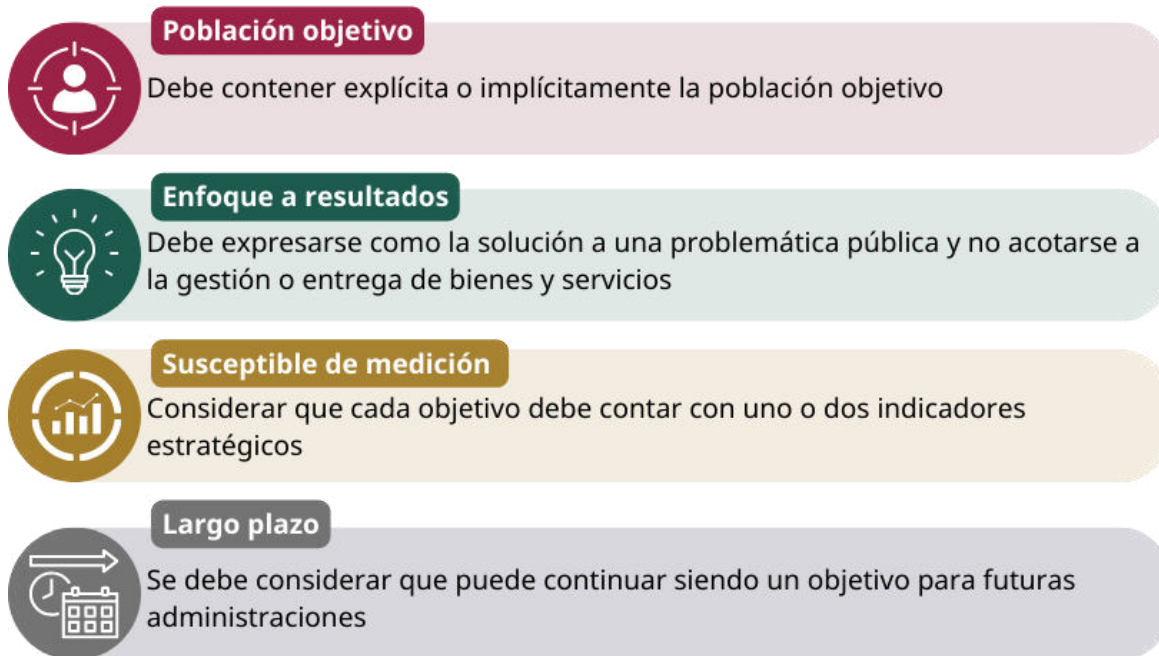 Población objetivo
Debe contener explícita o implícitamente la población objetivo
Enfoque a resultados
Debe expresarse como la solución a una problemática pública y no acotarse a
la gestión o entrega de bienes y servicios
Susceptible de medición
Considerar que cada objetivo debe contar con uno o dos indicadores
estratégicos
Largo plazo
Se debe considerar que puede continuar siendo un objetivo para futuras
administraciones